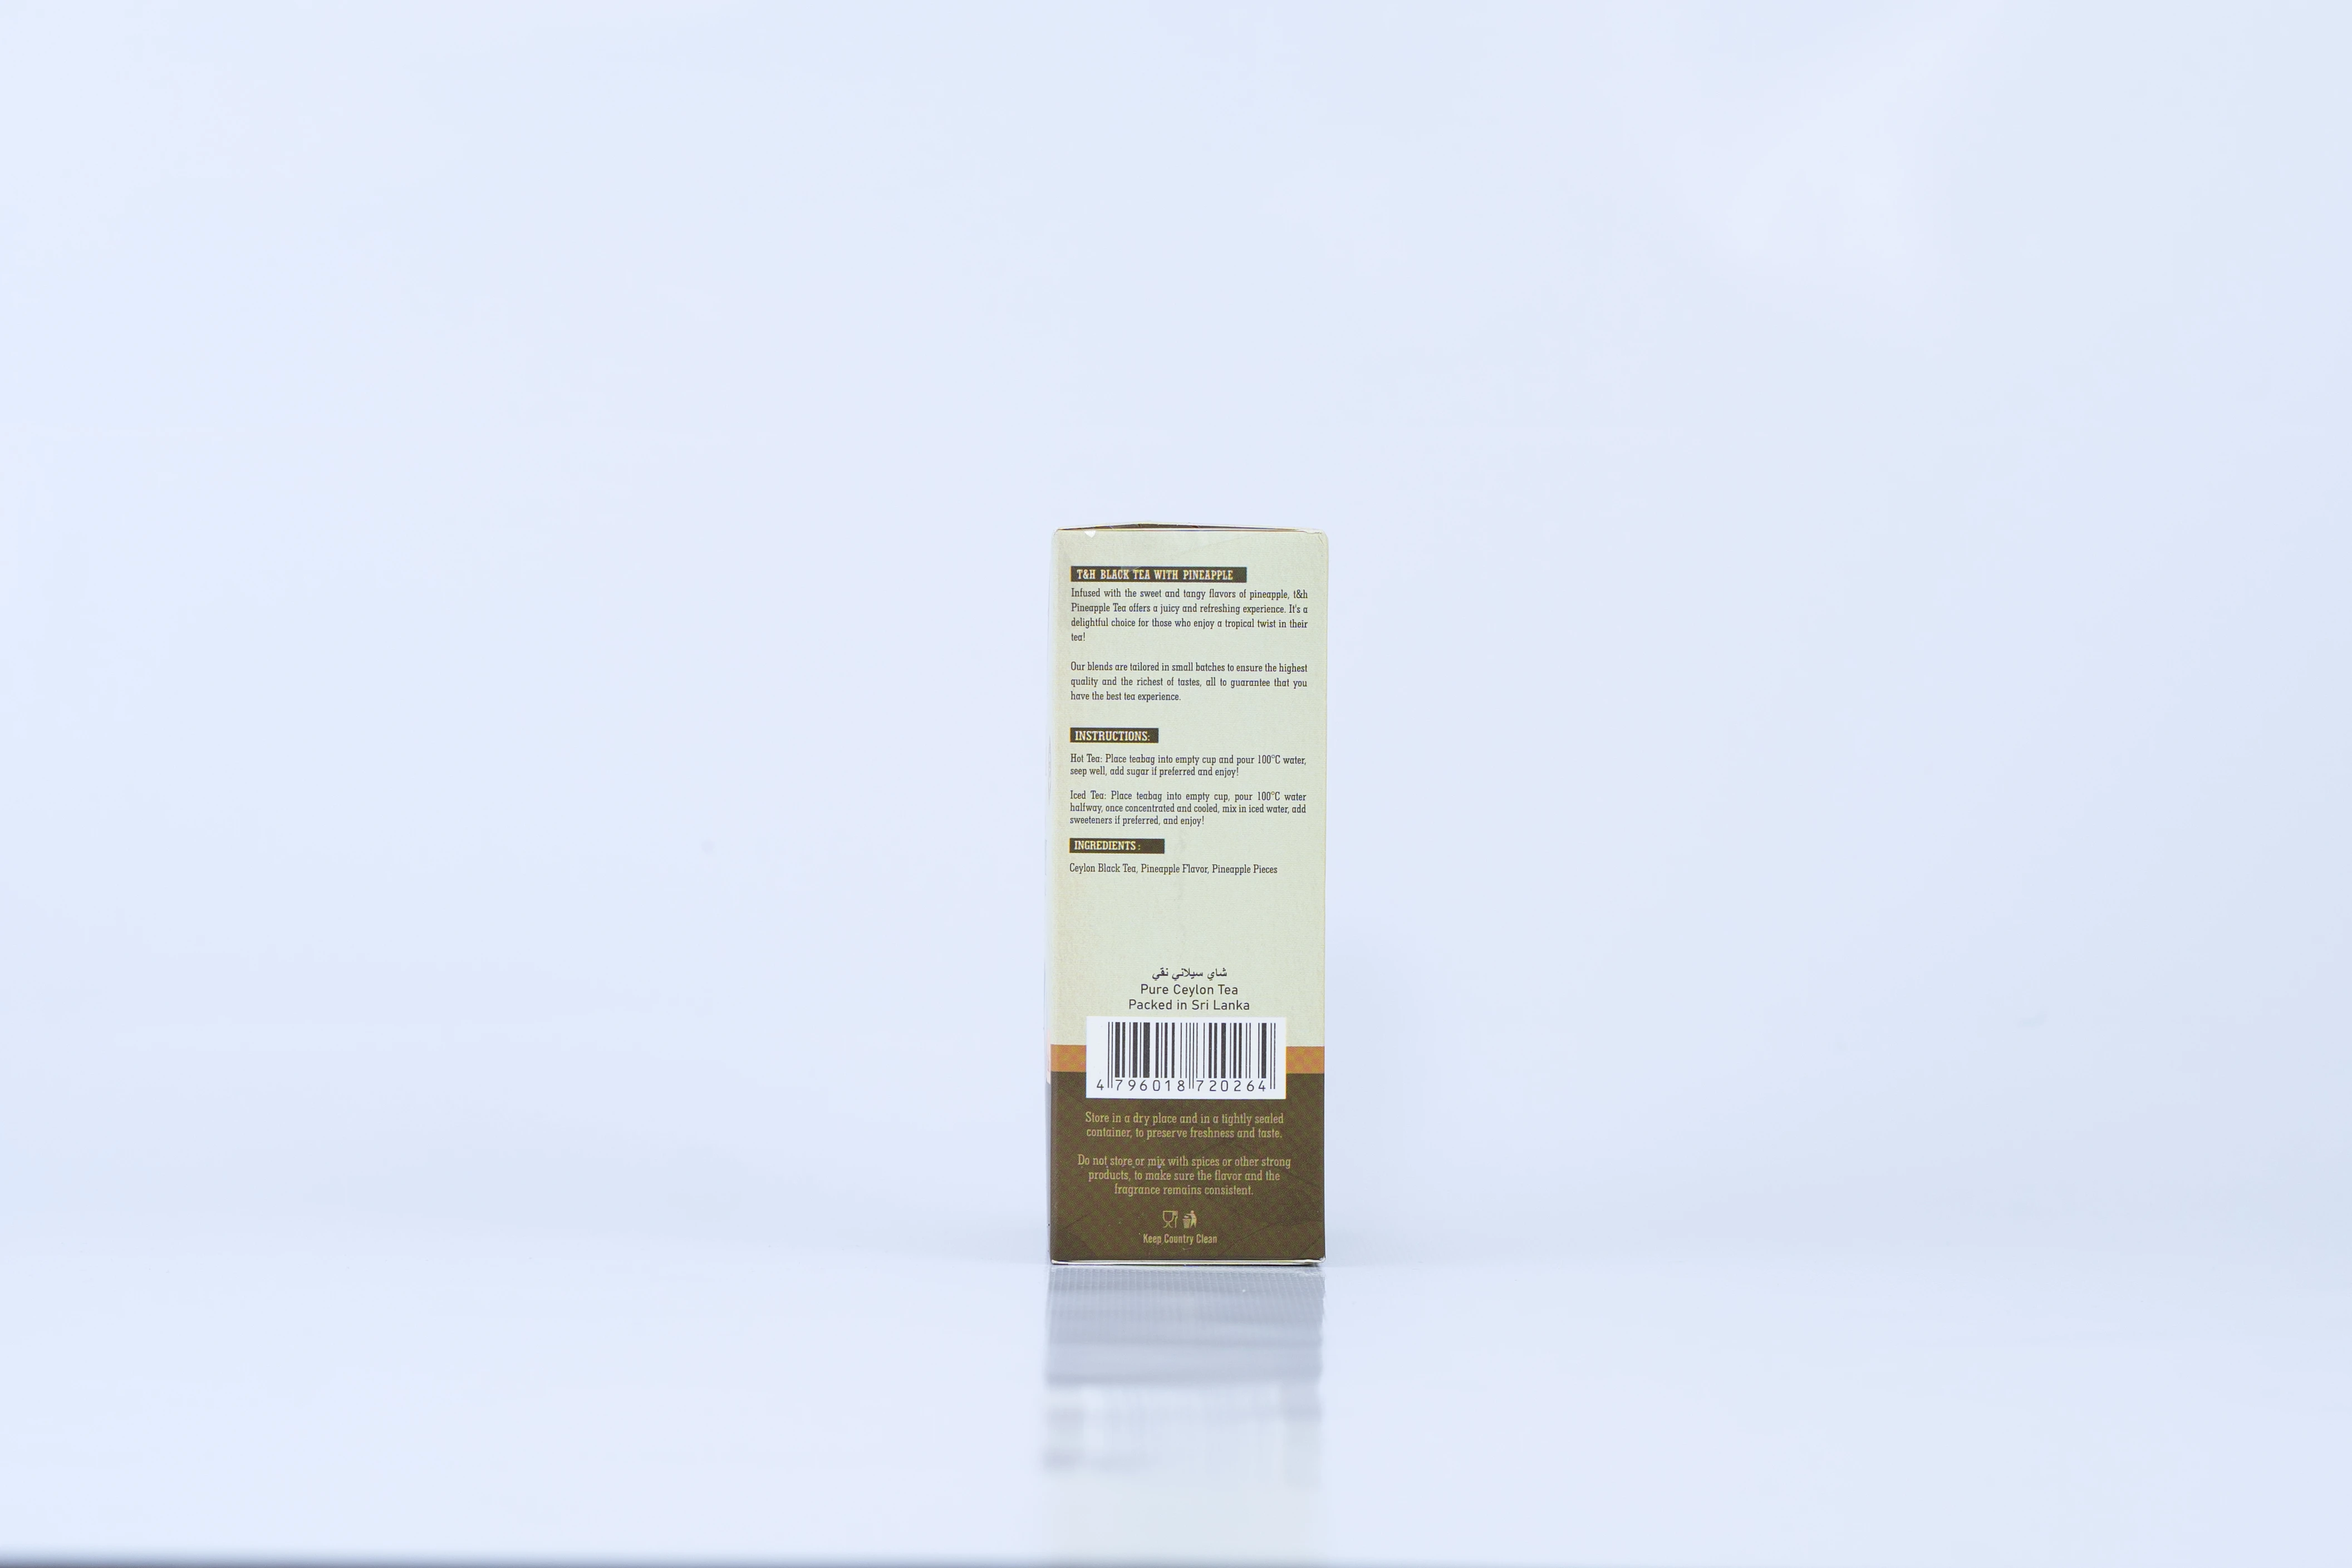 T&H BLACK TEA WITH PINEAPPLE
Infused with the sweet and tangy flavors of pineapple, t&h
Pineapple Tea offers a juicy and refreshing experience. It's a
delightful choice for those who enjoy a tropical twist in their
tea!
Our blends are tailored in small batches to ensure the highest
quality and the richest of tastes, all to guarantee that you
have the best tea experience.
INSTRUCTIONS:
Hot Tea: Place teabag into empty cup and pour 100°C water,
seep well, add sugar if preferred and enjoy!
Iced Tea: Place teabag into empty cup, pour 100°C water
halfway, once concentrated and cooled, mix in iced water, add
sweeteners if preferred, and enjoy!
INGREDIENTS :
Ceylon Black Tea, Pineapple Flavor, Pineapple Pieces
شاي سيلاني نقي
Pure Ceylon Tea
Packed in Sri Lanka
4 796018 720264
Store in a dry place and in a tightly sealed
container, to preserve freshness and taste.
Do not store or mix with spices or other strong
products, to make sure the flavor and the
fragrance remains consistent.
Keep Country Clean